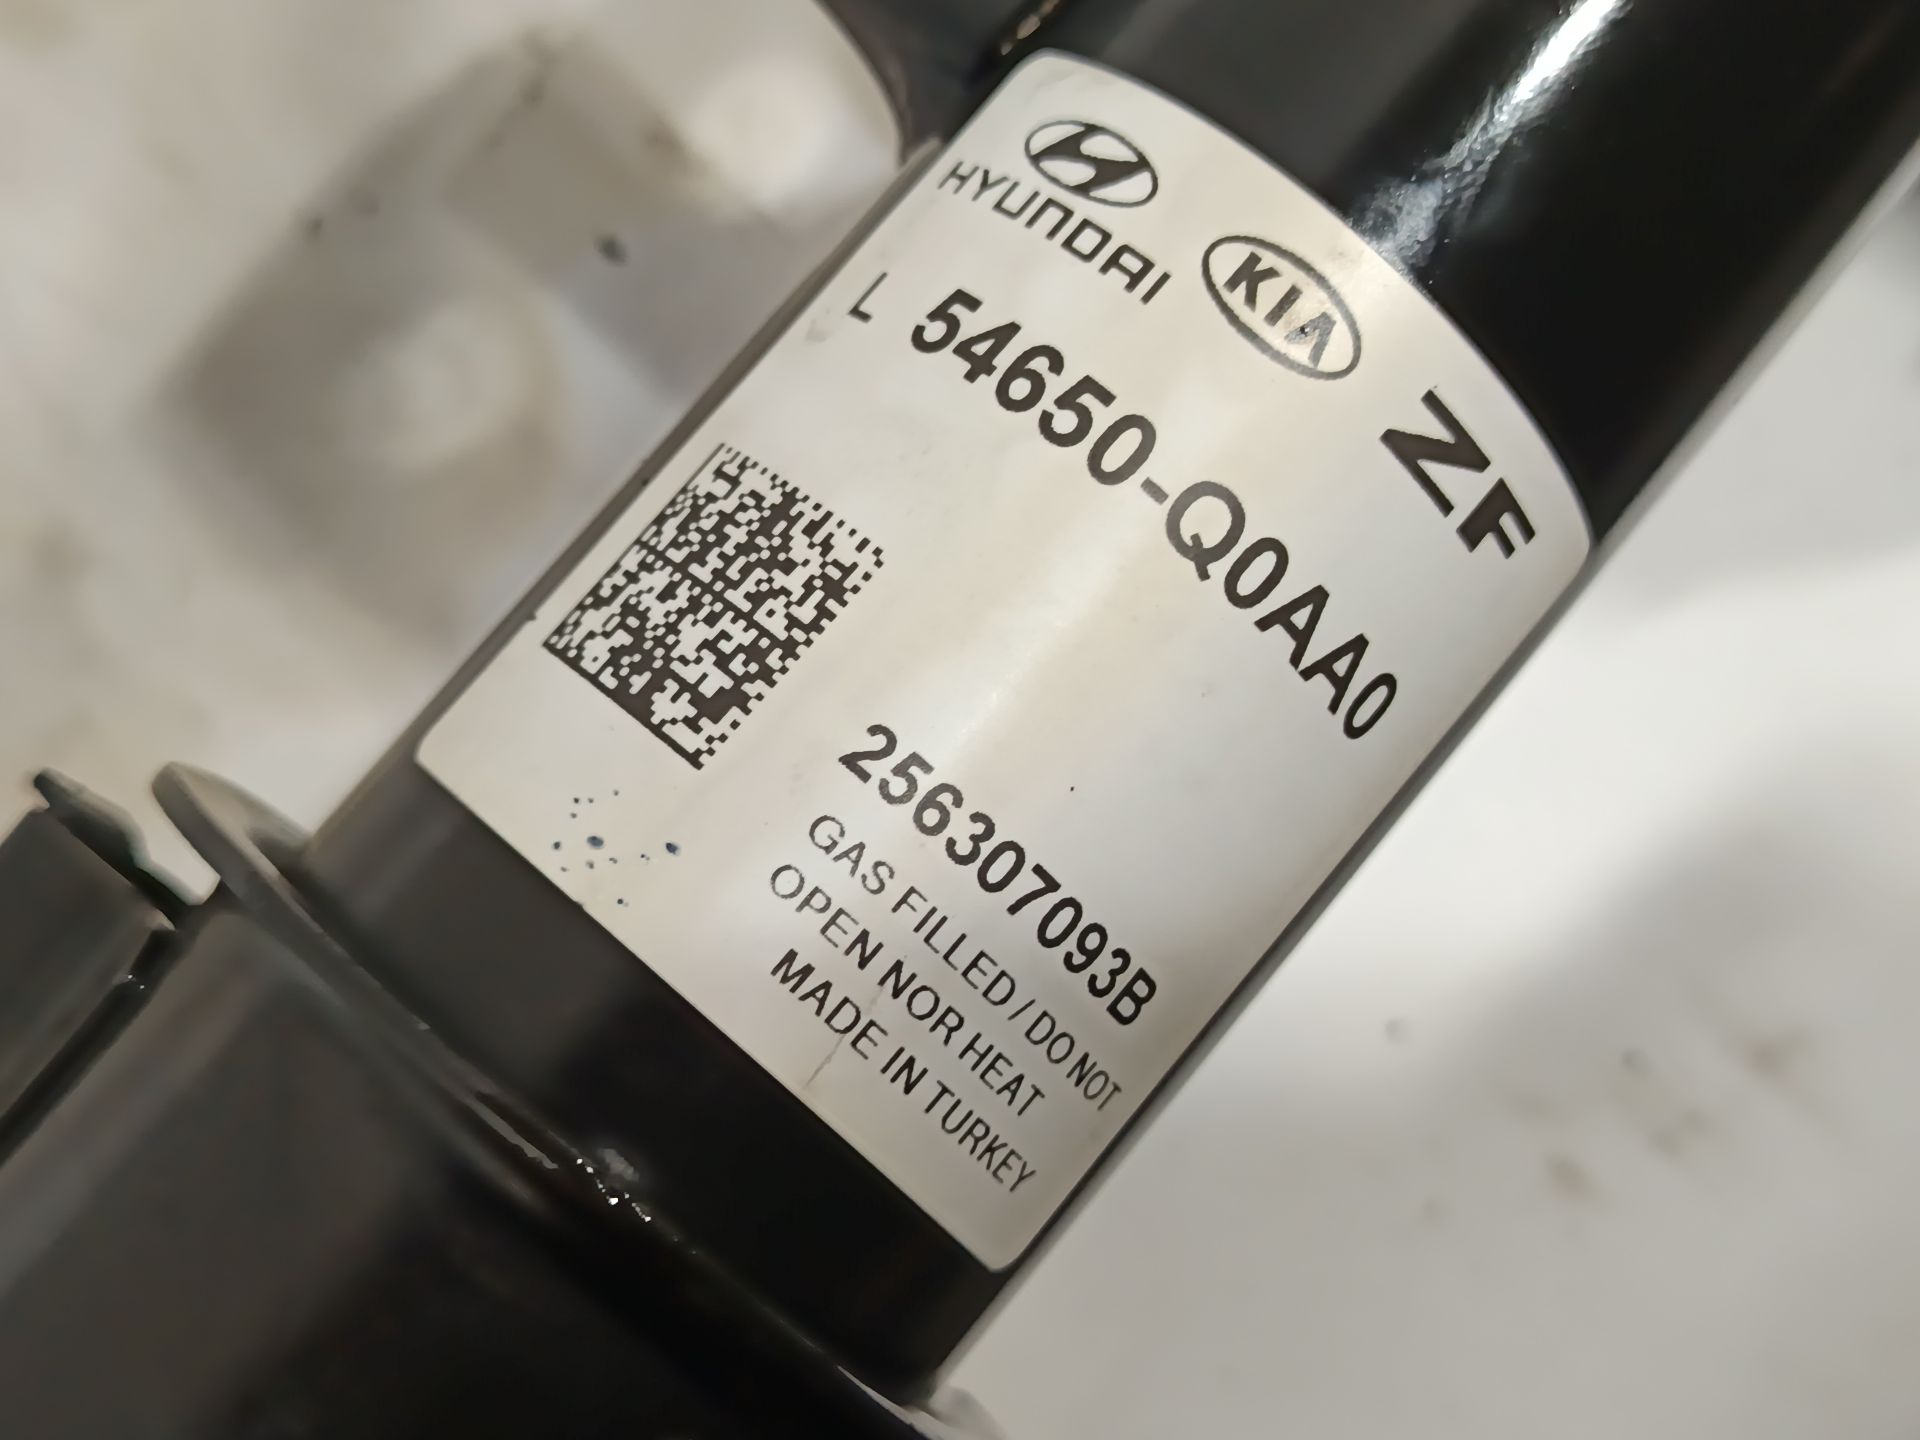 HYUNDAI
KIA
ZF
L 54650-Q0AA0
256307093B
GAS FILLED / DO NOT
OPEN NOR HEAT
MADE IN TURKEY